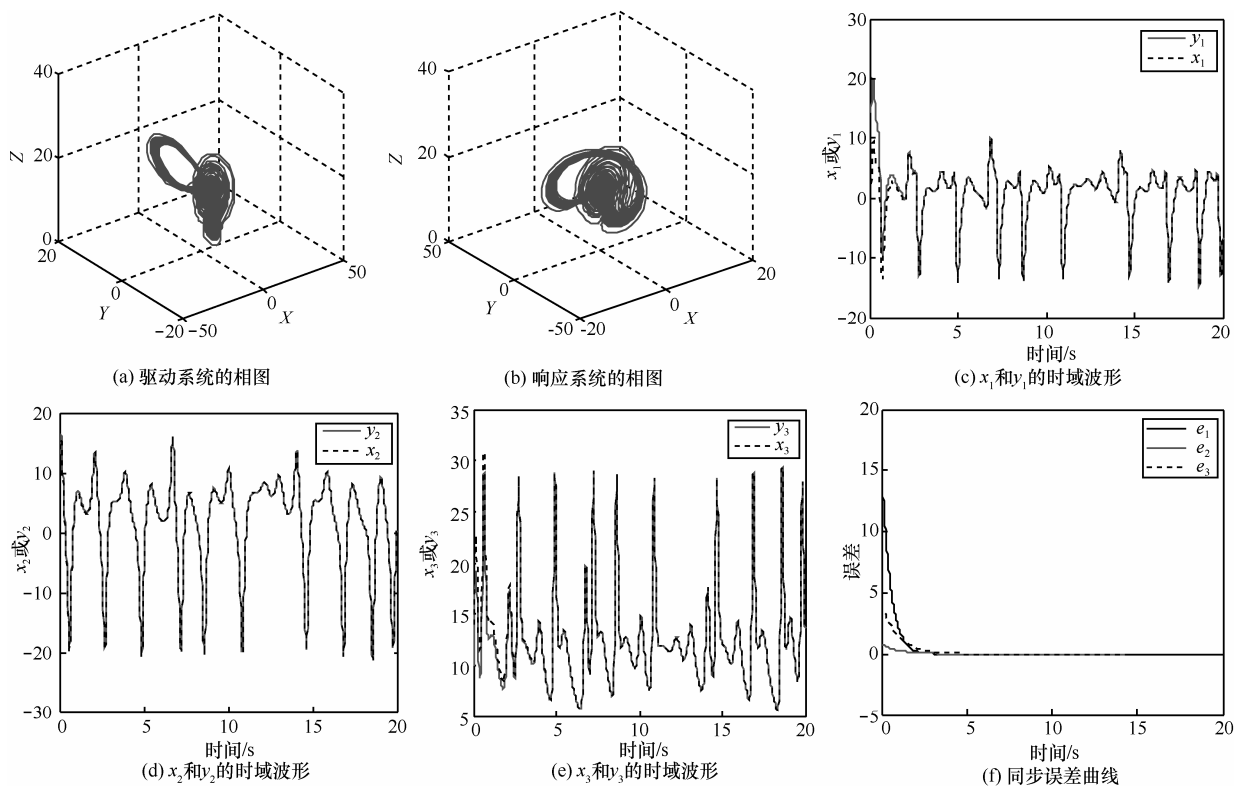 40
20
0
Z
20
0
-20
Y
-50
0
50
X
(a) 驱动系统的相图
40
20
0
Z
50
0
-50
Y
-20
0
20
X
(b) 响应系统的相图
30
20
10
0
-10
-20
x1或y1
y1
x1
0
5
10
15
20
时间/s
(c) x1和y1的时域波形
20
10
0
-10
-20
-30
x2或y2
y2
x2
0
5
10
15
20
时间/s
(d) x2和y2的时域波形
35
30
25
20
15
10
5
x3或y3
y3
x3
0
5
10
15
20
时间/s
(e) x3和y3的时域波形
20
15
10
5
0
-5
误差
e1
e2
e3
0
5
10
15
20
时间/s
(f) 同步误差曲线